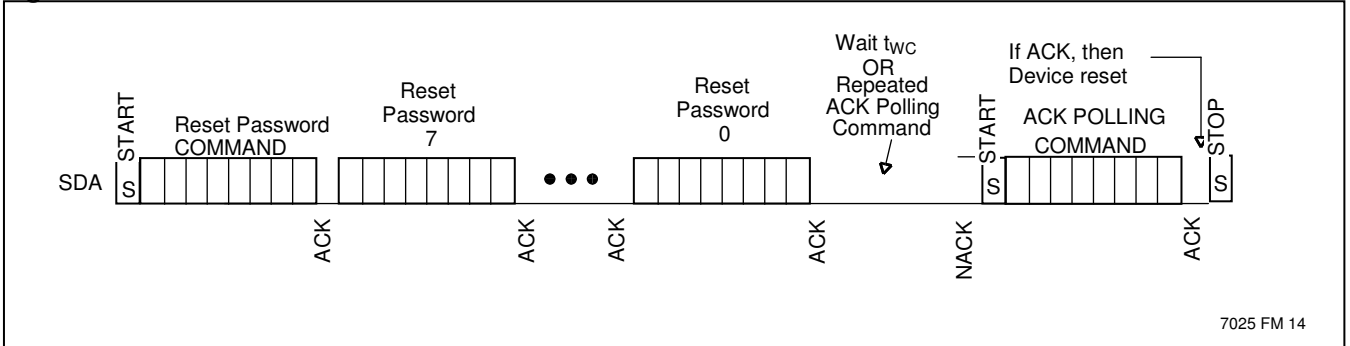 Wait tWC
OR
Repeated
ACK Polling
Command
If ACK, then
Device reset
START
Reset Password
COMMAND
Reset
Password
7
Reset
Password
0
START
ACK POLLING
COMMAND
STOP
SDA
S
S
S
ACK
ACK
ACK
ACK
NACK
ACK
7025 FM 14